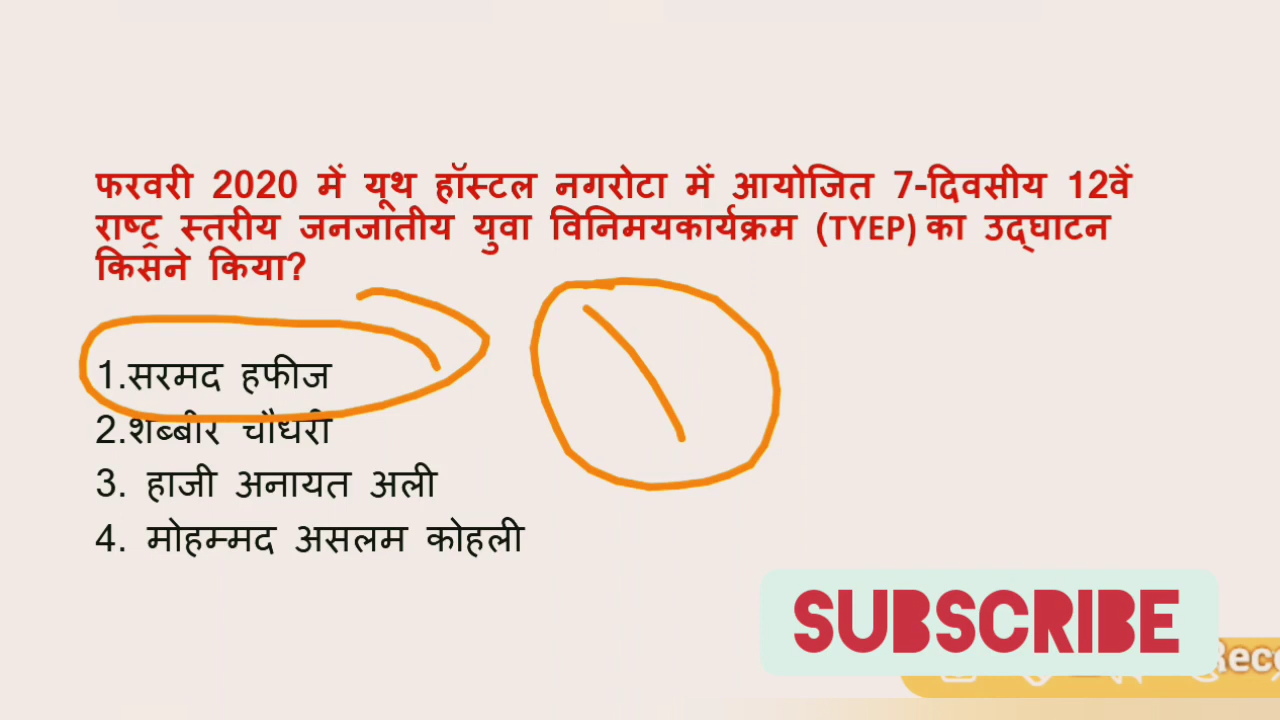 फरवरी 2020 में यूथ हॉस्टल नगरोटा में आयोजित 7-दिवसीय 12वें
राष्ट्र स्तरीय जनजातीय युवा विनिमयकार्यक्रम (TYEP) का उद्घाटन
किसने किया?
1.सरमद हफीज
2.शब्बीर चौधरी
3. हाजी अनायत अली
4. मोहम्मद असलम कोहली
SUBSCRIBE